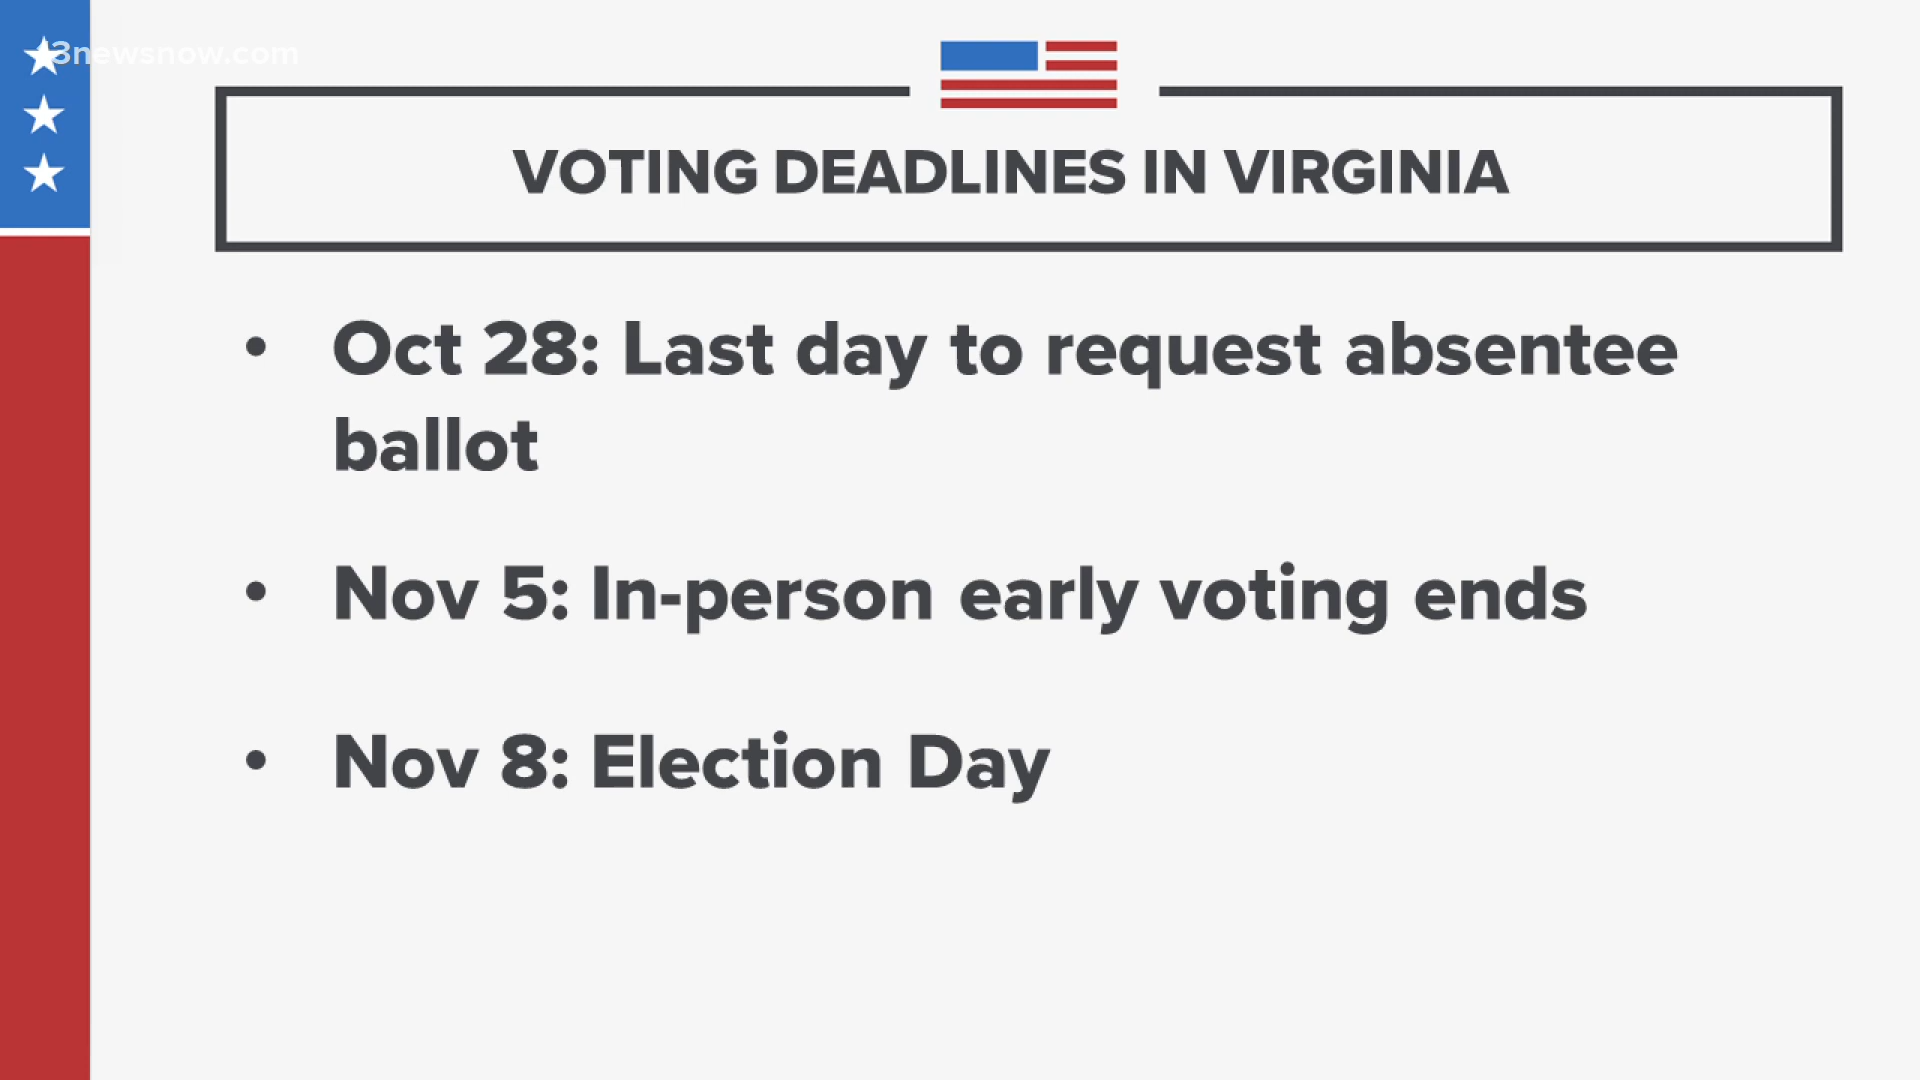 13newsnow.com
VOTING DEADLINES IN VIRGINIA
• Oct 28: Last day to request absentee
ballot
• Nov 5: In-person early voting ends
• Nov 8: Election Day